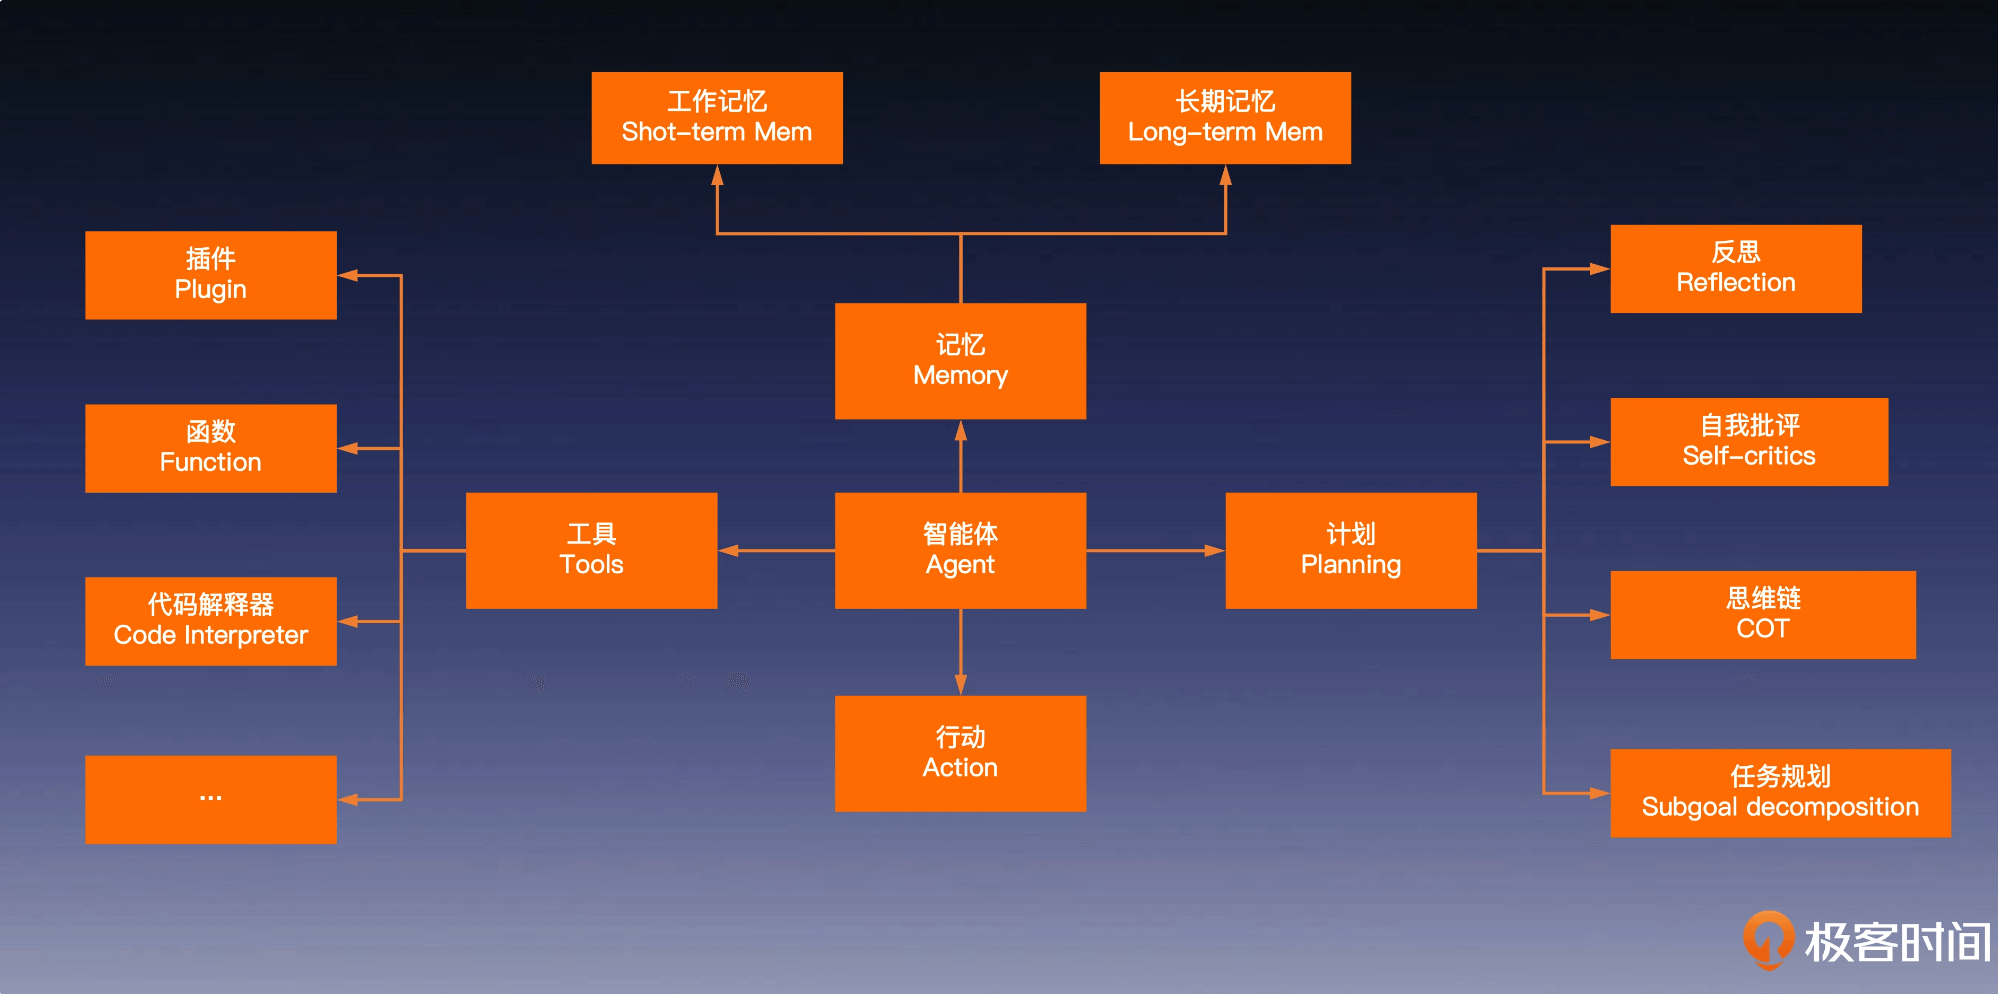 工作记忆
Shot-term Mem
长期记忆
Long-term Mem
插件
Plugin
反思
Reflection
记忆
Memory
函数
Function
自我批评
Self-critics
工具
Tools
智能体
Agent
计划
Planning
代码解释器
Code Interpreter
思维链
COT
行动
Action
...
任务规划
Subgoal decomposition
极客时间